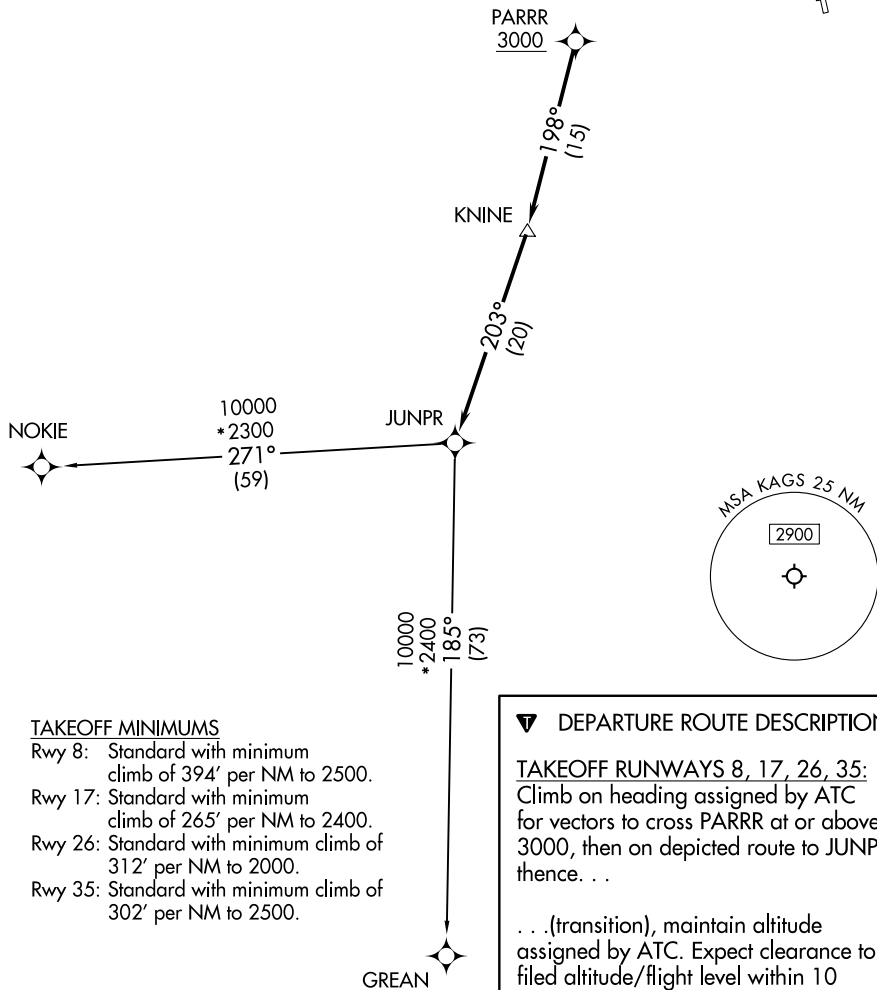 PARRR
3000
198°
(15)
KNINE
203°
(20)
JUNPR
10000
*2300
271°
(59)
NOKIE
MSA KAGS 25 NM
2900
10000
*2400
185°
(73)
GREAN
TAKEOFF MINIMUMS
Rwy 8: Standard with minimum
climb of 394' per NM to 2500.
Rwy 17: Standard with minimum
climb of 265' per NM to 2400.
Rwy 26: Standard with minimum climb of
312' per NM to 2000.
Rwy 35: Standard with minimum climb of
302' per NM to 2500.
T DEPARTURE ROUTE DESCRIPTION
TAKEOFF RUNWAYS 8, 17, 26, 35:
Climb on heading assigned by ATC
for vectors to cross PARRR at or above
3000, then on depicted route to JUNP
thence. . .
. . .(transition), maintain altitude
assigned by ATC. Expect clearance to
filed altitude/flight level within 10